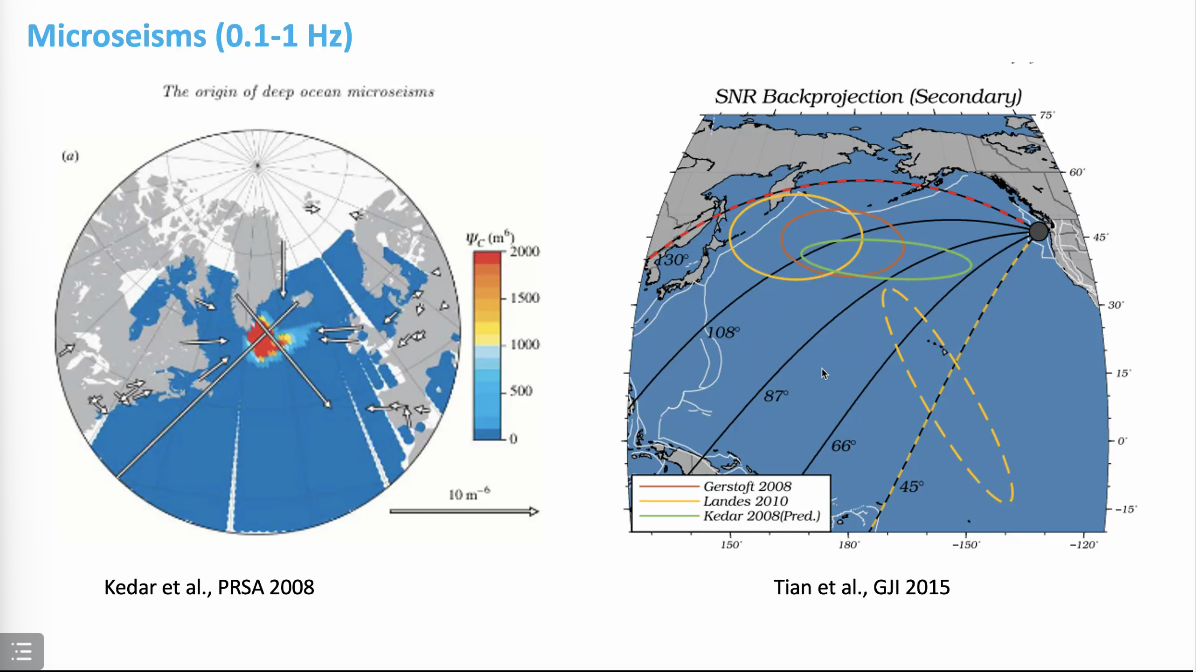 Microseisms (0.1-1 Hz)
The origin of deep ocean microseisms
(a)
Ψ_C (m⁶)
2000
1500
1000
500
0
10 m⁻⁶
Kedar et al., PRSA 2008
SNR Backprojection (Secondary)
75°
60°
45°
30°
15°
0°
−15°
130°
108°
87°
66°
45°
Gerstoft 2008
Landes 2010
Kedar 2008(Pred.)
150° 180° −150° −120°
Tian et al., GJI 2015